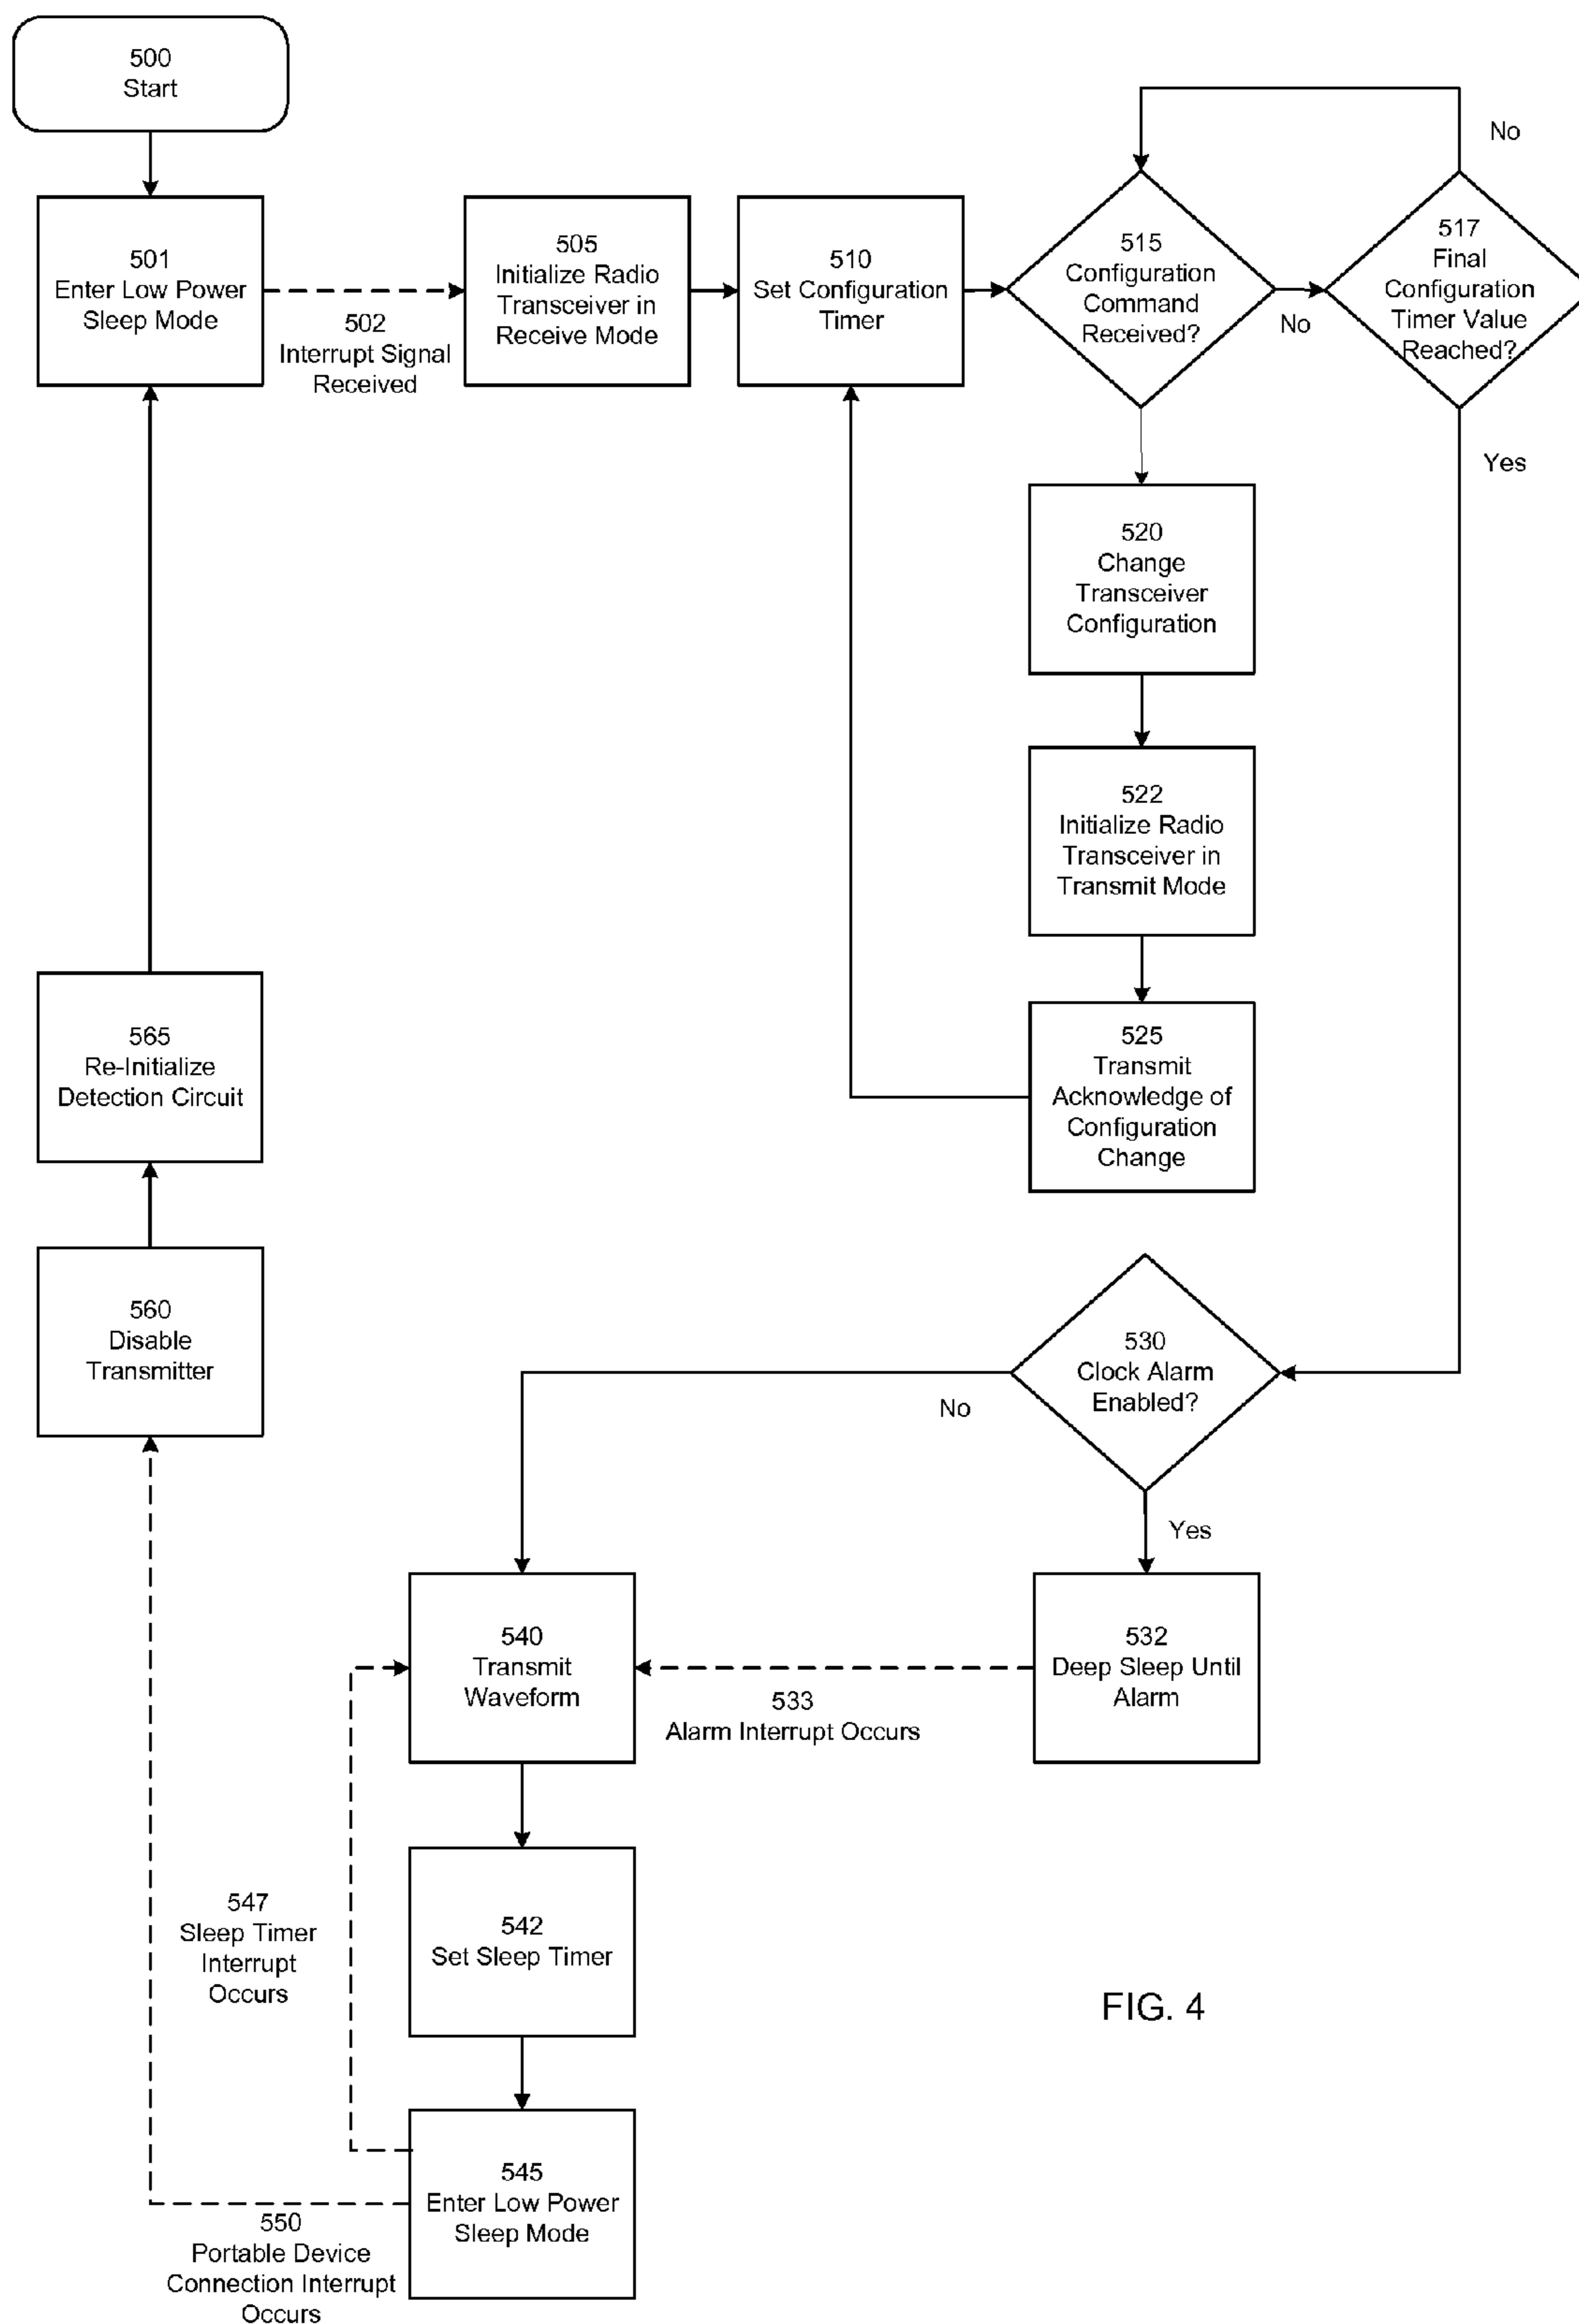 500
Start
501
Enter Low Power
Sleep Mode
502
Interrupt Signal
Received
505
Initialize Radio
Transceiver in
Receive Mode
510
Set Configuration
Timer
515
Configuration
Command
Received?
No
517
Final
Configuration
Timer Value
Reached?
No
Yes
520
Change
Transceiver
Configuration
522
Initialize Radio
Transceiver in
Transmit Mode
525
Transmit
Acknowledge of
Configuration
Change
565
Re-Initialize
Detection Circuit
560
Disable
Transmitter
530
Clock Alarm
Enabled?
No
Yes
540
Transmit
Waveform
533
Alarm Interrupt Occurs
532
Deep Sleep Until
Alarm
547
Sleep Timer
Interrupt
Occurs
542
Set Sleep Timer
FIG. 4
545
Enter Low Power
Sleep Mode
550
Portable Device
Connection Interrupt
Occurs